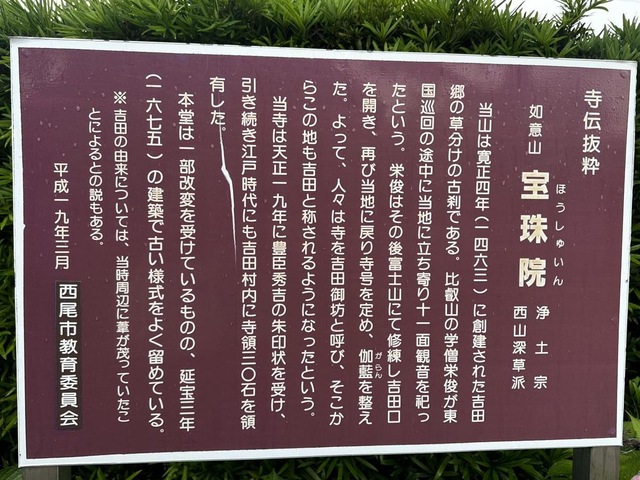 寺伝抜粋
如意山　宝珠院　浄土宗
ほうしゅいん
西山深草派
当山は寛正四年（一四六三）に創建された吉田
郷の草分けの古刹である。比叡山の学僧栄俊が東
国巡回の途中に当地に立ち寄り十一面観音を祀っ
たという。栄俊はその後富士山にて修練し吉田口
を開き、再び当地に戻り寺号を定め、伽藍を整え
がらん
た。よって、人々は寺を吉田御坊と呼び、そこか
らこの地も吉田と称されるようになったという。
当寺は天正一九年に豊臣秀吉の朱印状を受け、
引き続き江戸時代にも吉田村内に寺領三〇石を領
有した。
本堂は一部改変を受けているものの、延宝三年
（一六七五）の建築で古い様式をよく留めている。
※吉田の由来については、当時周辺に葦が茂っていたこ
とによるとの説もある。
平成一九年三月　西尾市教育委員会